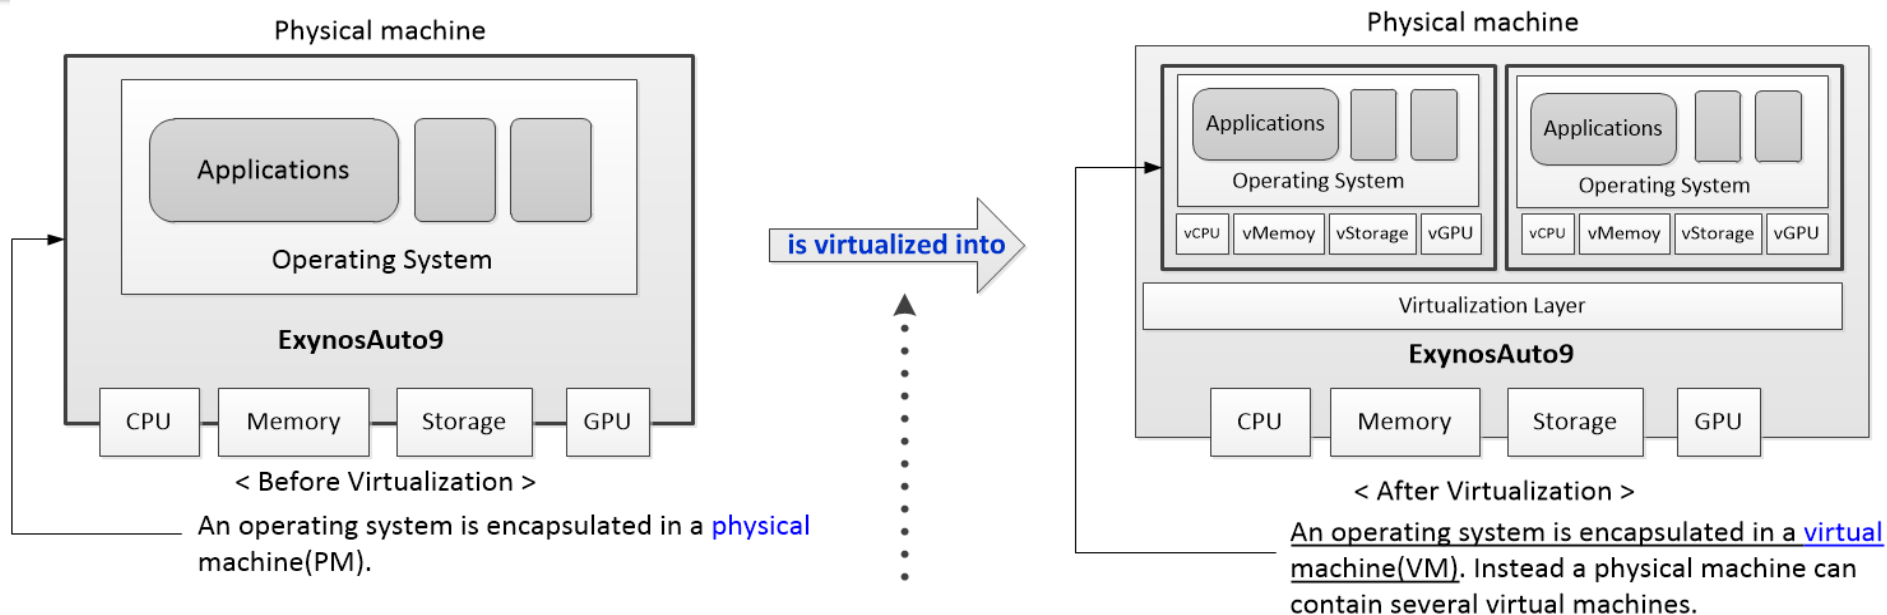 Physical machine
Applications
Operating System
ExynosAuto9
CPU Memory Storage GPU
< Before Virtualization >
An operating system is encapsulated in a physical
machine(PM).
is virtualized into
Physical machine
Applications
Operating System
vCPU vMemoy vStorage vGPU
Applications
Operating System
vCPU vMemoy vStorage vGPU
Virtualization Layer
ExynosAuto9
CPU Memory Storage GPU
< After Virtualization >
An operating system is encapsulated in a virtual
machine(VM). Instead a physical machine can
contain several virtual machines.